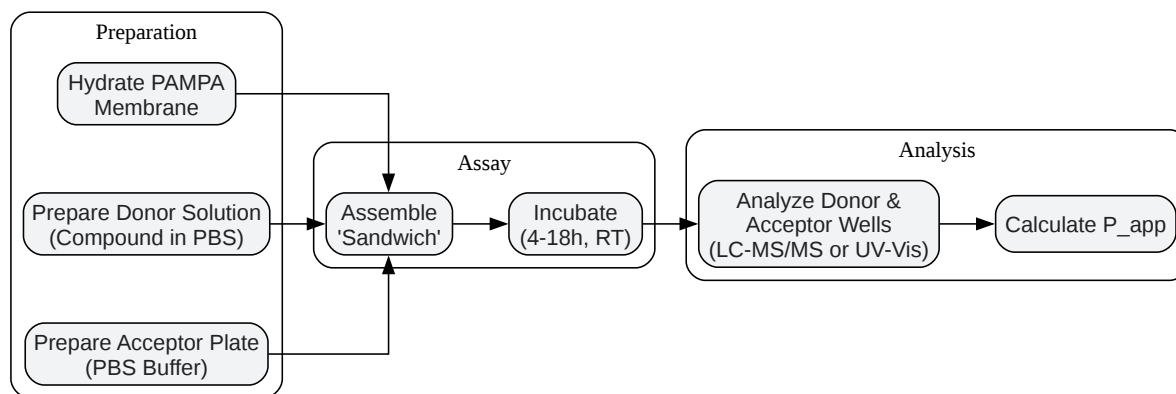 Preparation
Hydrate PAMPA
Membrane
Prepare Donor Solution
(Compound in PBS)
Prepare Acceptor Plate
(PBS Buffer)
Assay
Assemble
'Sandwich'
Incubate
(4-18h, RT)
Analysis
Analyze Donor &
Acceptor Wells
(LC-MS/MS or UV-Vis)
Calculate P_app